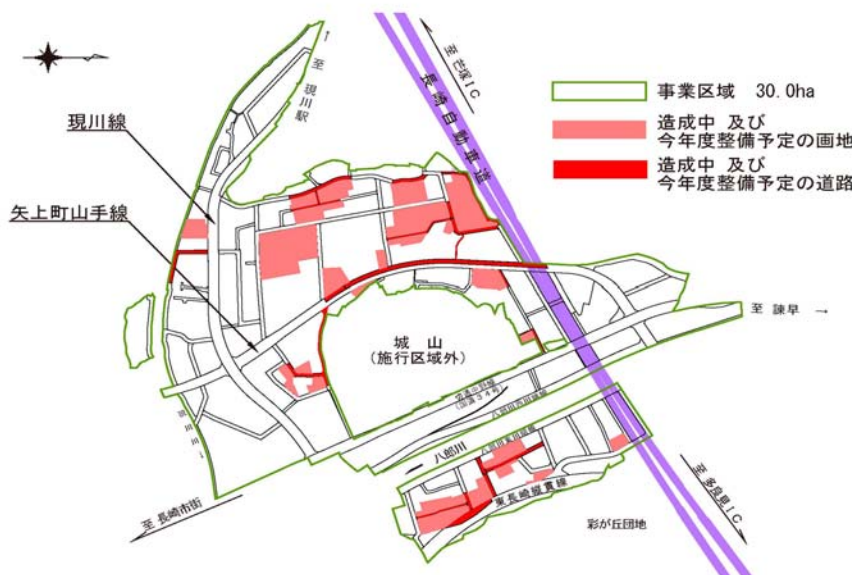 至 現川駅
至 芒塚IC
長崎自動車道
事業区域 30.0ha
造成中 及び
今年度整備予定の画地
造成中 及び
今年度整備予定の道路
現川線
矢上町山手線
至 諫早 →
城 山
(施行区域外)
(国道34号)
八郎川
東長崎縦貫線
至 長崎市街
彩が丘団地
至 多良見IC